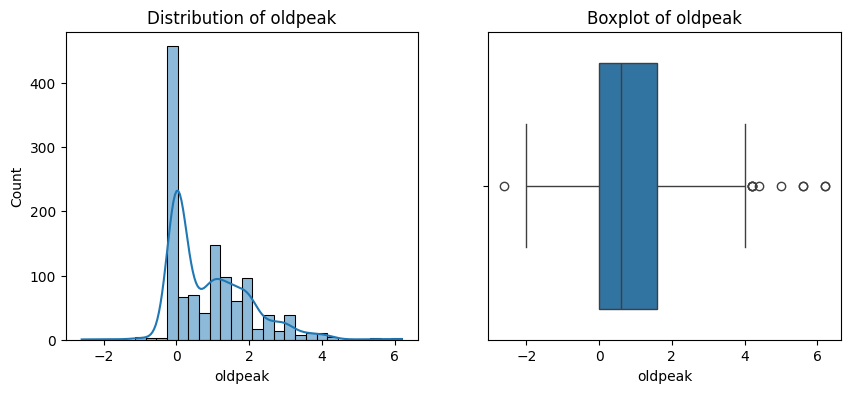 Distribution of oldpeak
Count
400
300
200
100
0
−2 0 2 4 6
oldpeak
Boxplot of oldpeak
−2 0 2 4 6
oldpeak